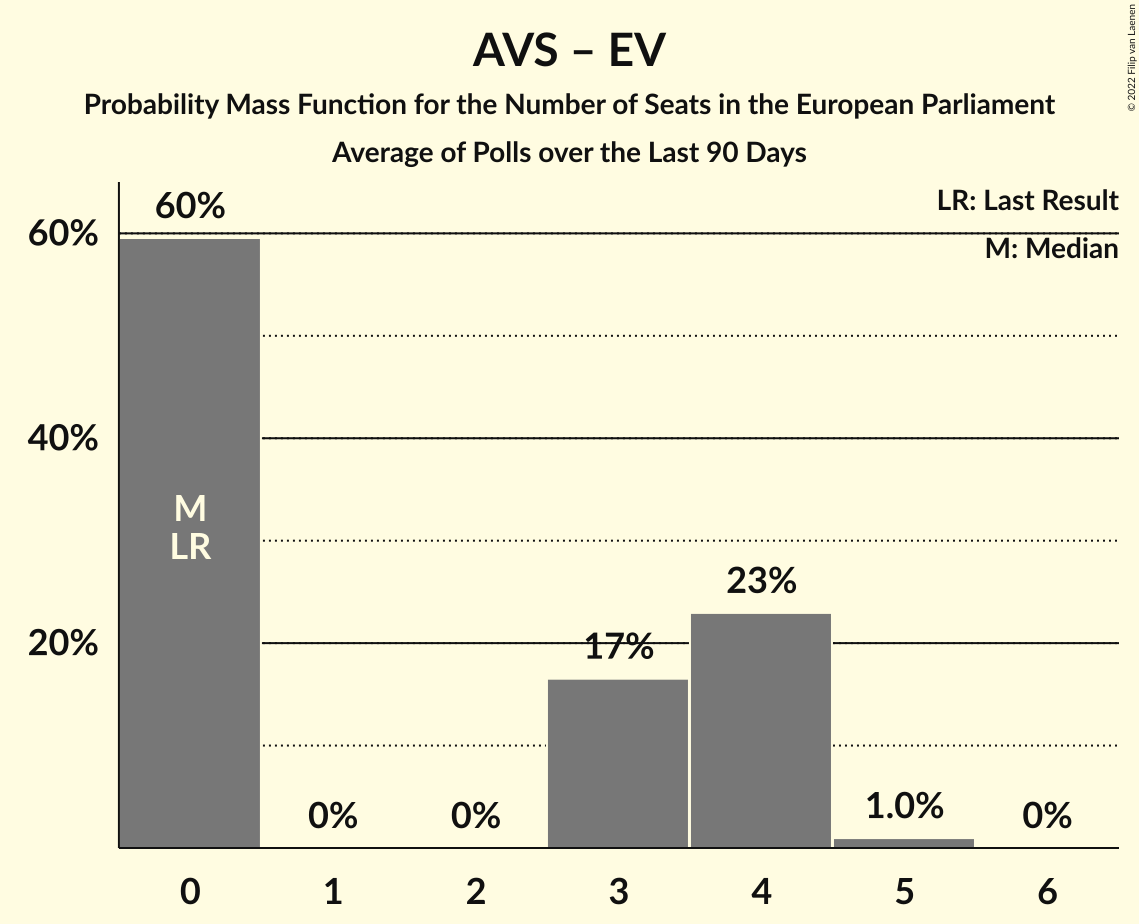 AVS – EV
Probability Mass Function for the Number of Seats in the European Parliament
Average of Polls over the Last 90 Days
© 2022 Filip van Laenen
LR: Last Result
M: Median
60%
40%
20%
60%
0%
0%
17%
23%
1.0%
0%
M
LR
0 1 2 3 4 5 6